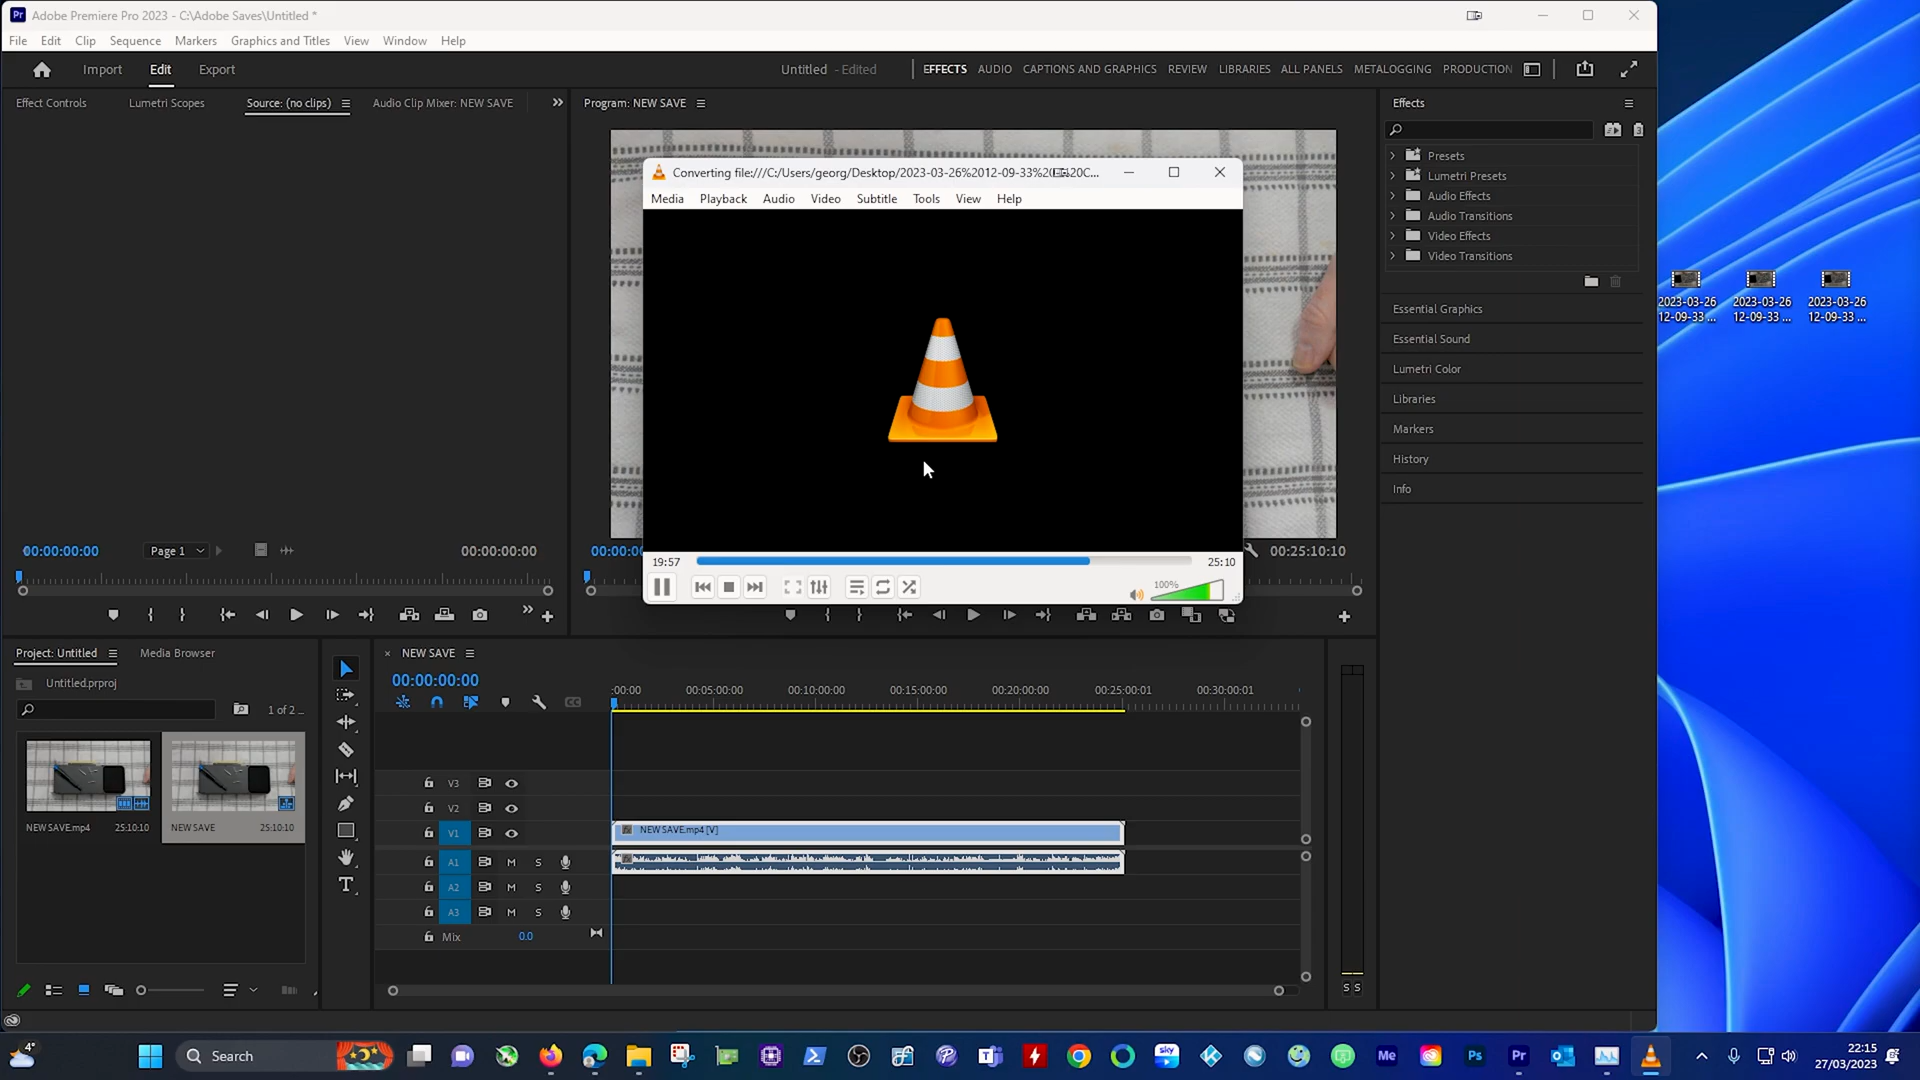 Adobe Premiere Pro 2023 - C:\Adobe Saves\Untitled *
File Edit Clip Sequence Markers Graphics and Titles View Window Help
Import Edit Export
Untitled - Edited
EFFECTS AUDIO CAPTIONS AND GRAPHICS REVIEW LIBRARIES ALL PANELS METALOGGING PRODUCTION
Effect Controls Lumetri Scopes Source: (no clips) Audio Clip Mixer: NEW SAVE
Program: NEW SAVE
Effects
Presets
Lumetri Presets
Audio Effects
Audio Transitions
Video Effects
Video Transitions
Essential Graphics
Essential Sound
Lumetri Color
Libraries
Markers
History
Info
Converting file:///C:/Users/georg/Desktop/2023-03-26%2012-09-33%20
Media Playback Audio Video Subtitle Tools View Help
19:57 25:10
100%
2023-03-26 12-09-33 ...
2023-03-26 12-09-33 ...
2023-03-26 12-09-33 ...
00:00:00:00 Page 1 00:00:00:00
00:25:10:10
Project: Untitled Media Browser
Untitled.prproj
1 of 2 ...
NEW SAVE.mp4 25:10:10
NEW SAVE 25:10:10
NEW SAVE
00:00:00:00
:00:00 00:05:00:00 00:10:00:00 00:15:00:00 00:20:00:00 00:25:00:01 00:30:00:01
V3
V2
V1
NEW SAVE.mp4 [V]
A1 M S
A2 M S
A3 M S
Mix 0.0
S S
4°
Search
sky
Me
Ps
Pr
22:15
27/03/2023